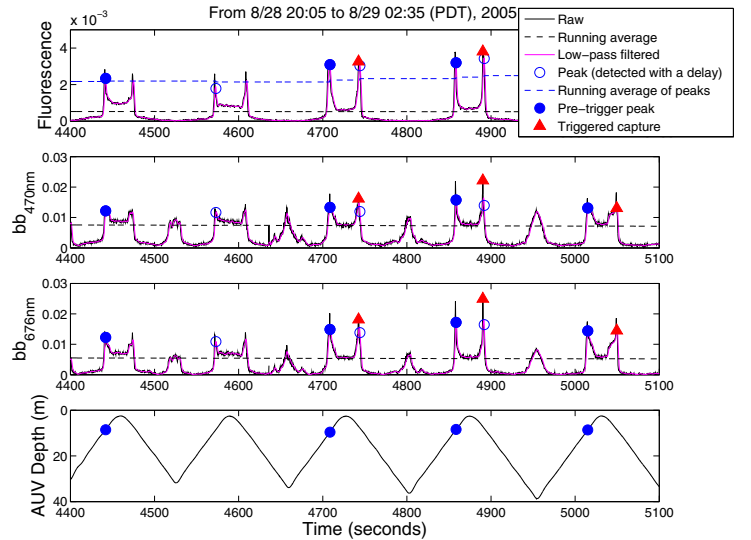 From 8/28 20:05 to 8/29 02:35 (PDT), 2005
x 10⁻³
Raw
Running average
Low-pass filtered
Peak (detected with a delay)
Running average of peaks
Pre-trigger peak
Triggered capture
Fluorescence
4
2
0
4400 4500 4600 4700 4800 4900
bb470nm
0.03
0.02
0.01
0
4400 4500 4600 4700 4800 4900 5000 5100
bb676nm
0.03
0.02
0.01
0
4400 4500 4600 4700 4800 4900 5000 5100
AUV Depth (m)
0
20
40
4400 4500 4600 4700 4800 4900 5000 5100
Time (seconds)